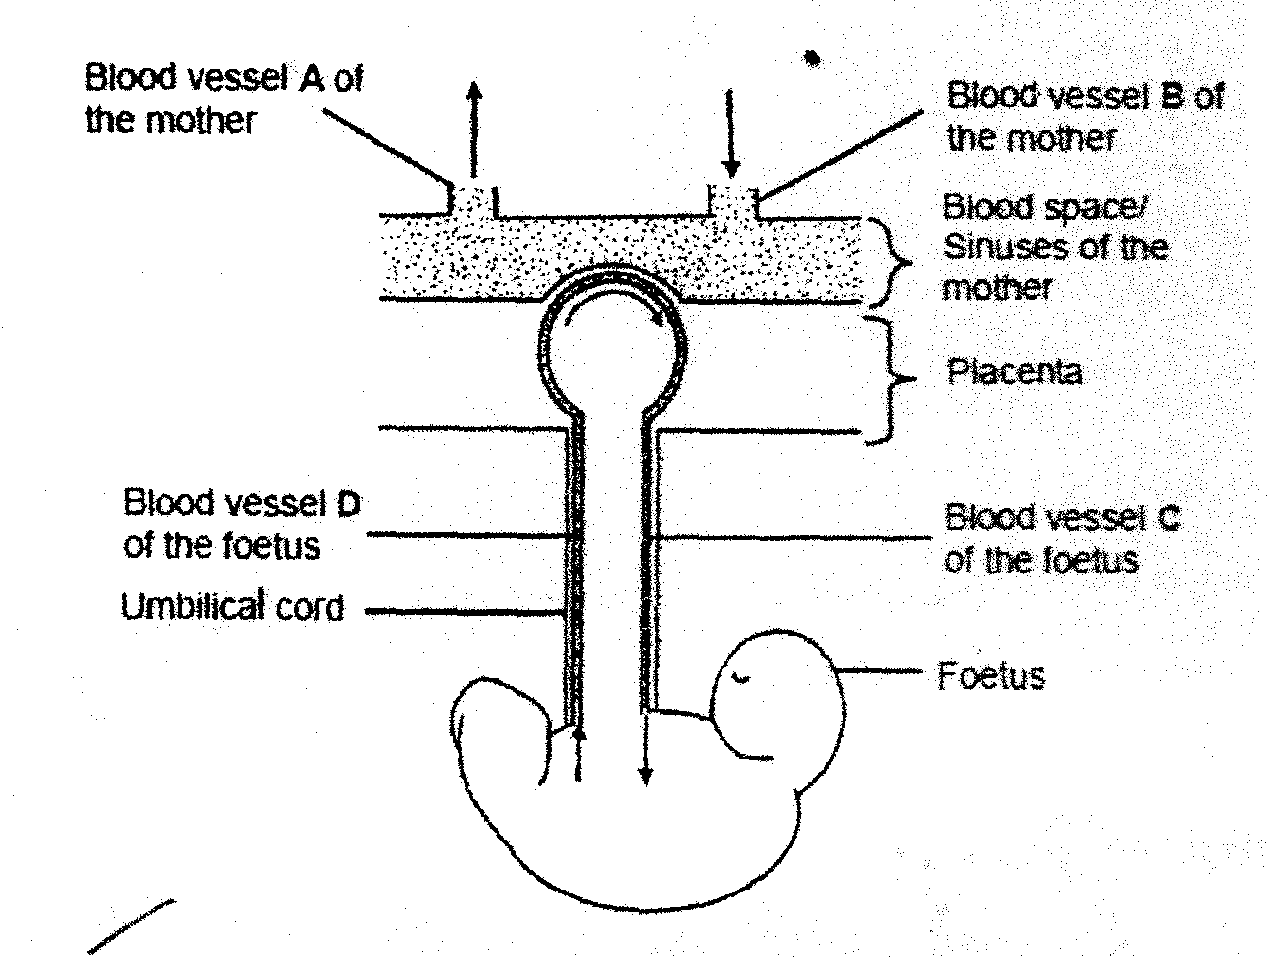 Blood vessel A of
the mother
Blood vessel B of
the mother
Blood space/
Sinuses of the
mother
Placenta
Blood vessel D
of the foetus
Blood vessel C
of the foetus
Umbilical cord
Foetus